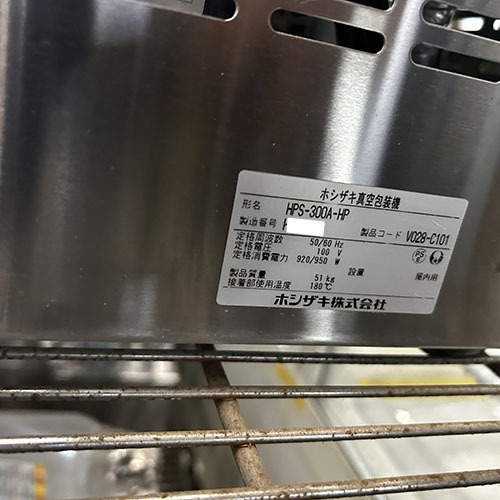 ホシザキ真空包装機
形名 HPS-300A-HP
製造番号 製品コード V028-C101
定格周波数 50/60 Hz
定格電圧 100 V
定格消費電力 920/950 W 設置 屋内用
製品質量 51 kg
接着部使用温度 180℃
ホシザキ株式会社